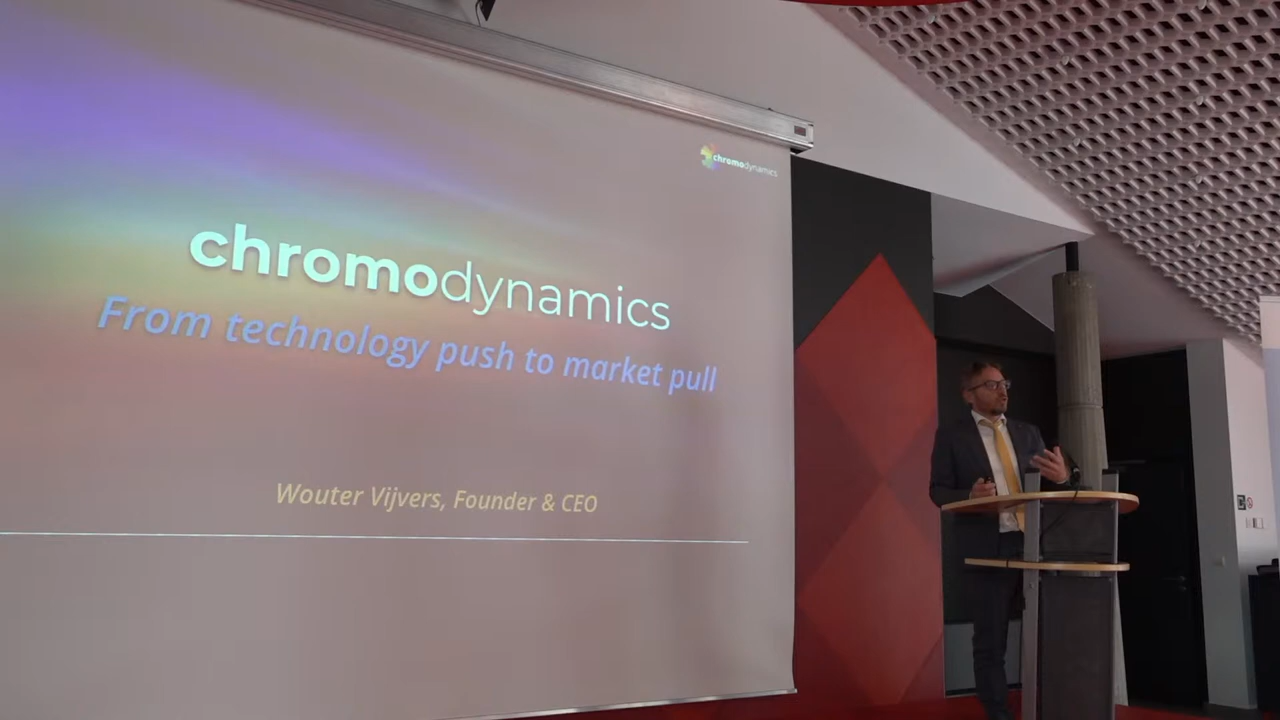 chromodynamics
chromodynamics
From technology push to market pull
Wouter Vijvers, Founder & CEO